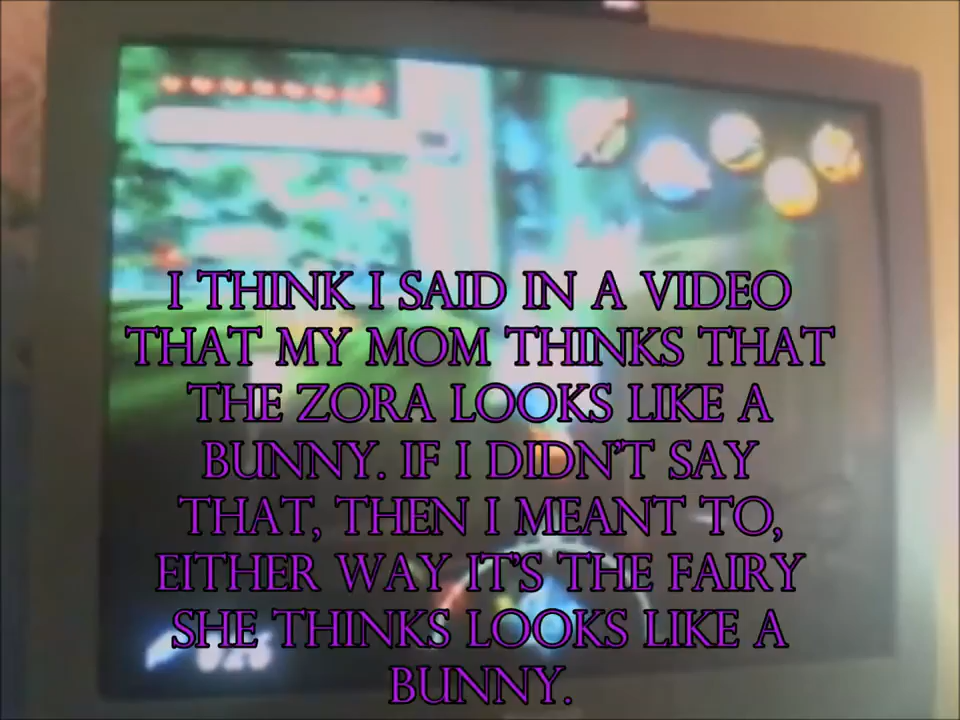 I THINK I SAID IN A VIDEO
THAT MY MOM THINKS THAT
THE ZORA LOOKS LIKE A
BUNNY. IF I DIDN'T SAY
THAT, THEN I MEANT TO,
EITHER WAY IT'S THE FAIRY
SHE THINKS LOOKS LIKE A
BUNNY.